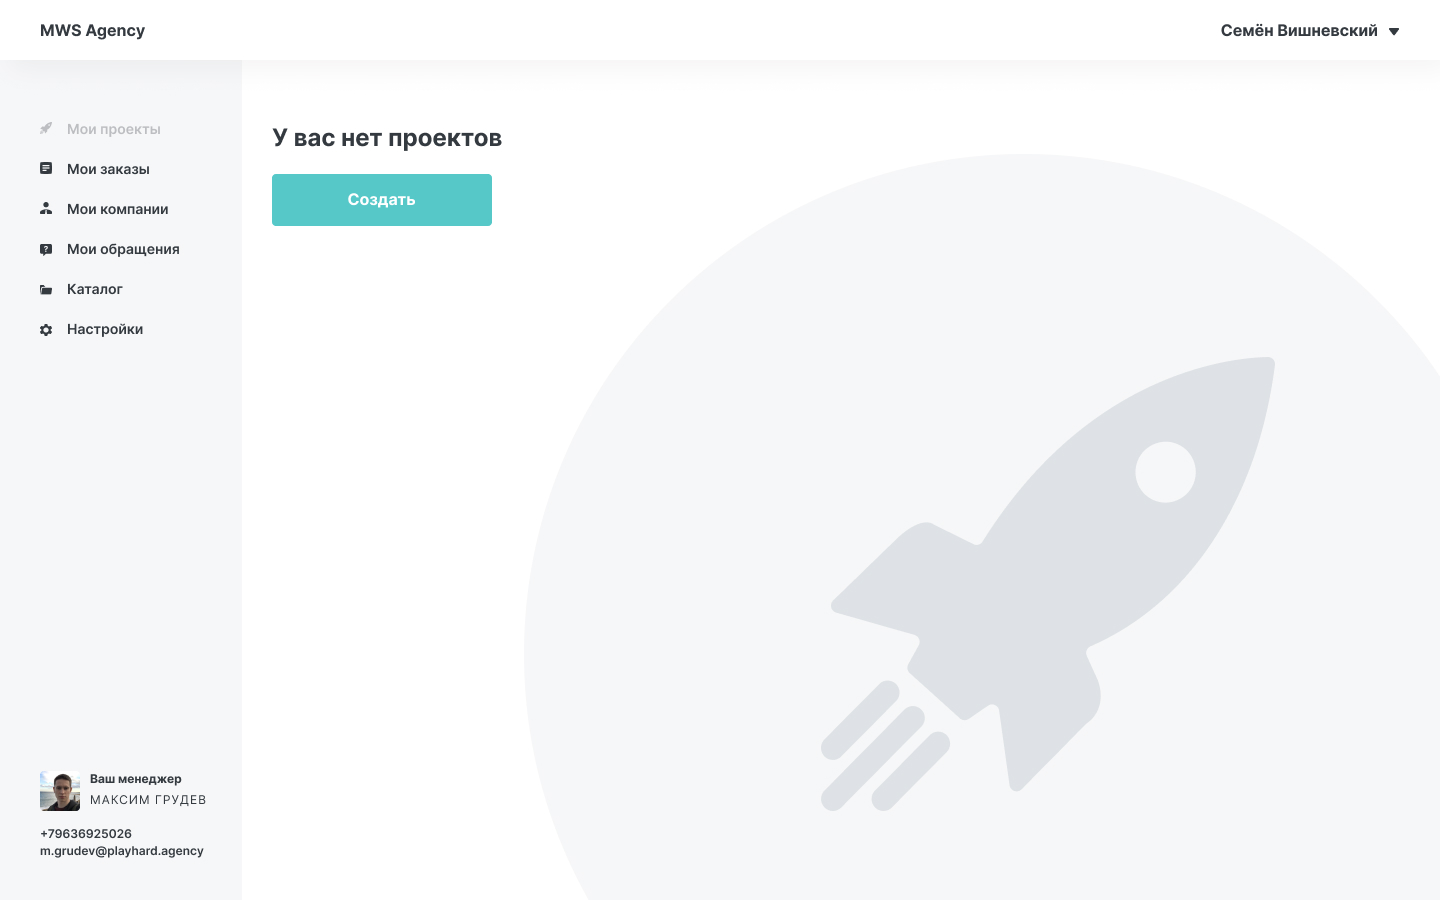 MWS Agency
Семён Вишневский
Мои проекты
Мои заказы
Мои компании
Мои обращения
Каталог
Настройки
У вас нет проектов
Создать
Ваш менеджер
МАКСИМ ГРУДЕВ
+79636925026
m.grudev@playhard.agency